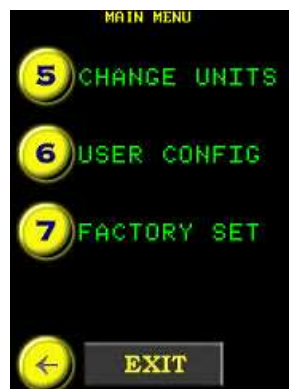 MAIN MENU
5 CHANGE UNITS
6 USER CONFIG
7 FACTORY SET
← EXIT